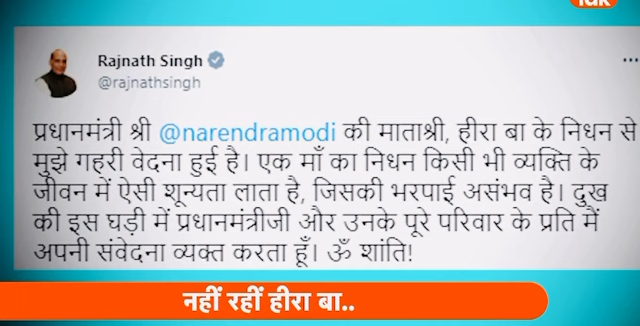 Tak
Rajnath Singh
@rajnathsingh
प्रधानमंत्री श्री @narendramodi की माताश्री, हीरा बा के निधन से
मुझे गहरी वेदना हुई है। एक माँ का निधन किसी भी व्यक्ति के
जीवन में ऐसी शून्यता लाता है, जिसकी भरपाई असंभव है। दुख
की इस घड़ी में प्रधानमंत्रीजी और उनके पूरे परिवार के प्रति मैं
अपनी संवेदना व्यक्त करता हूँ। ॐ शांति!
नहीं रहीं हीरा बा..